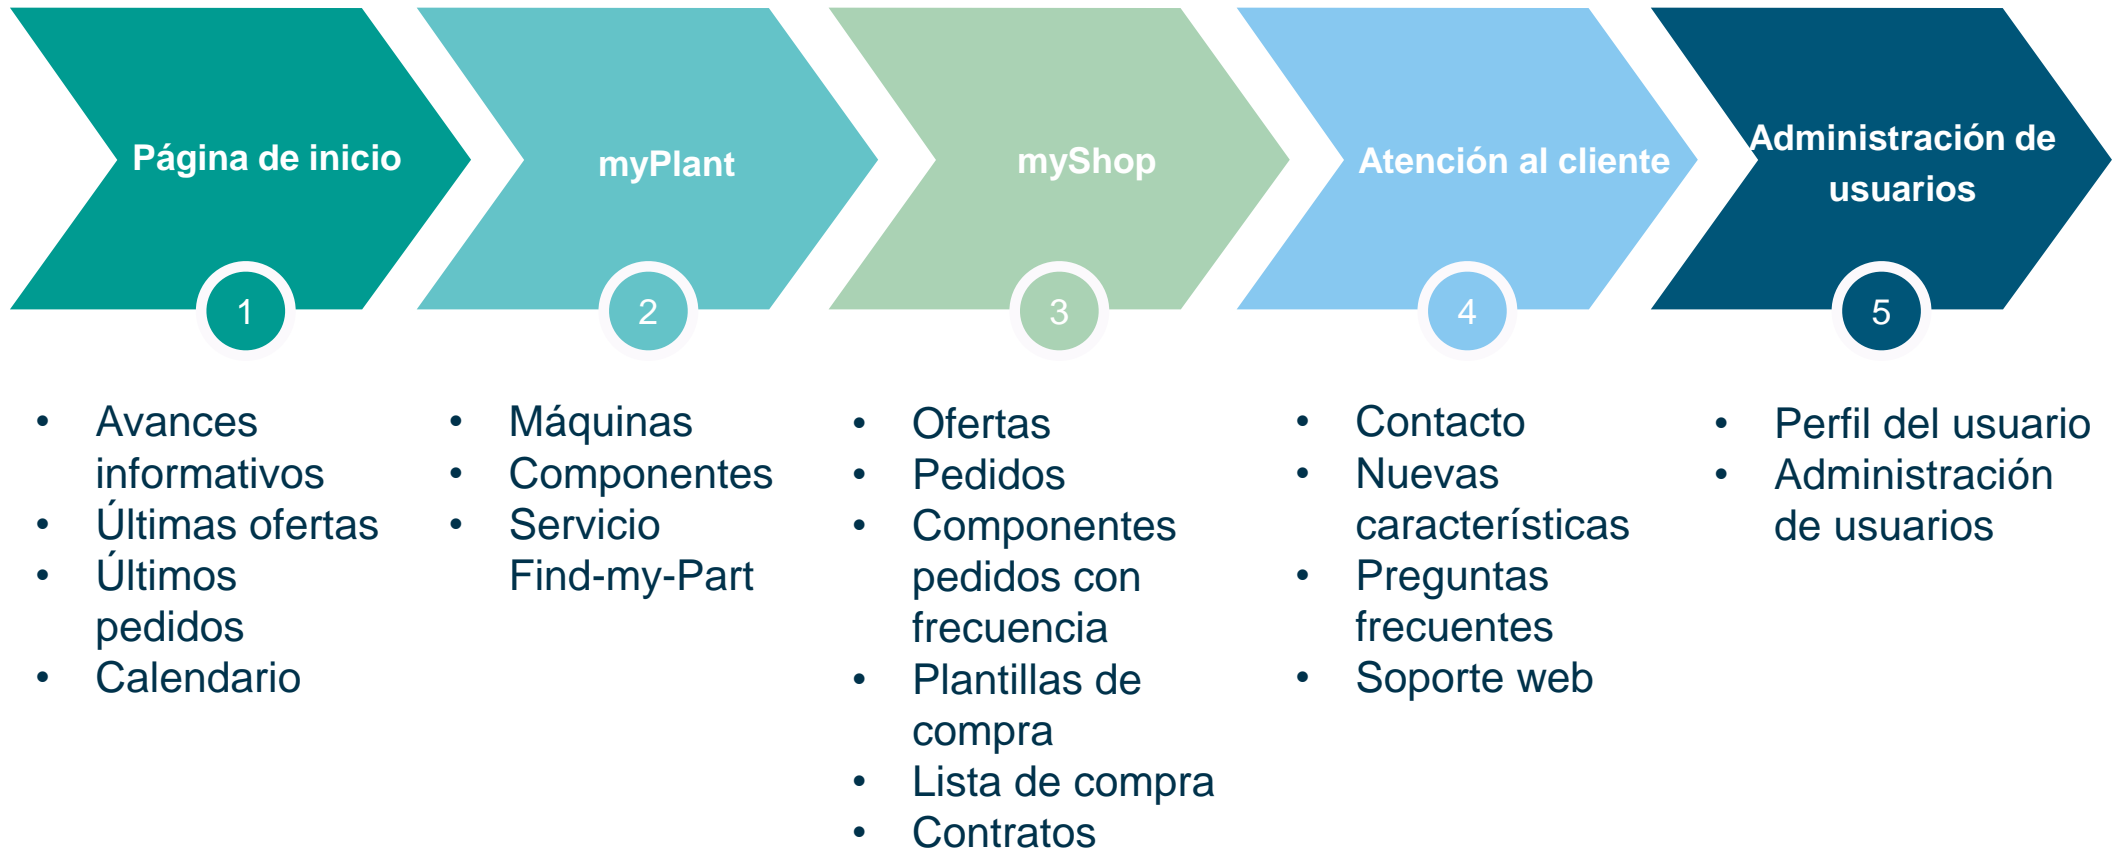 Página de inicio
1
• Avances
informativos
• Últimas ofertas
• Últimos
pedidos
• Calendario
myPlant
2
• Máquinas
• Componentes
• Servicio
Find-my-Part
myShop
3
• Ofertas
• Pedidos
• Componentes
pedidos con
frecuencia
• Plantillas de
compra
• Lista de compra
• Contratos
Atención al cliente
4
• Contacto
• Nuevas
características
• Preguntas
frecuentes
• Soporte web
Administración de
usuarios
5
• Perfil del usuario
• Administración
de usuarios